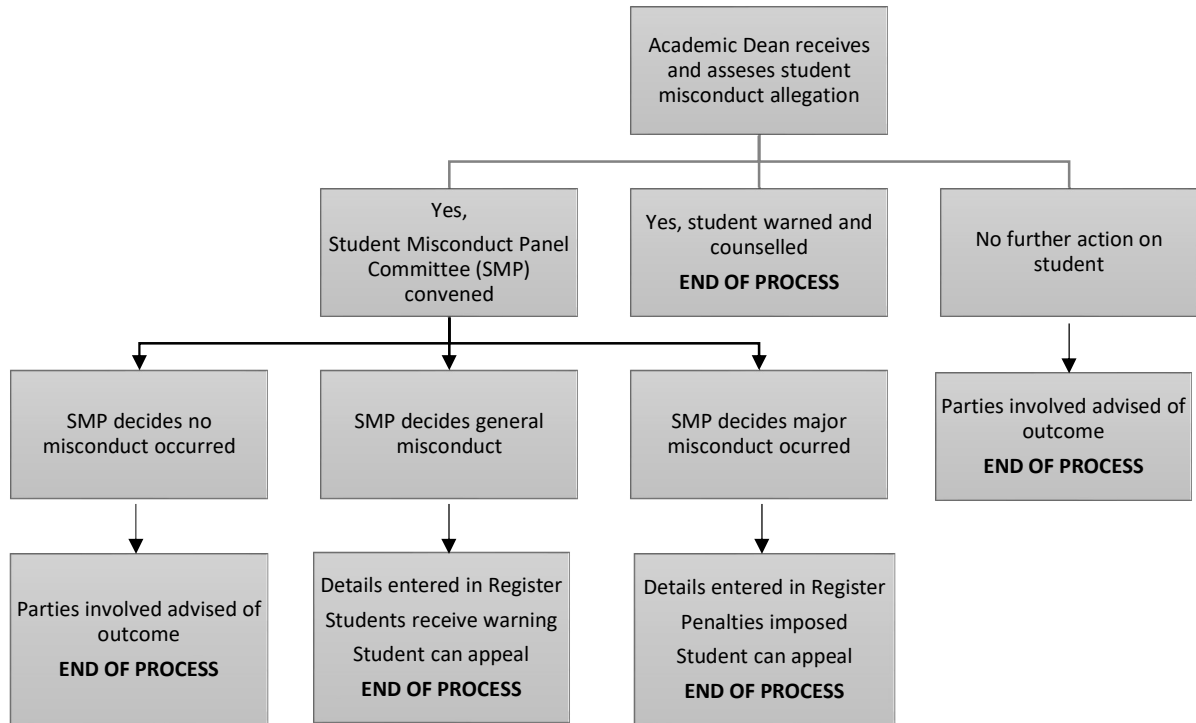 Academic Dean receives
and asseses student
misconduct allegation
Yes,
Student Misconduct Panel
Committee (SMP)
convened
Yes, student warned and
counselled
END OF PROCESS
No further action on
student
SMP decides no
misconduct occurred
SMP decides general
misconduct
SMP decides major
misconduct ocurred
Parties involved advised of
outcome
END OF PROCESS
Parties involved advised of
outcome
END OF PROCESS
Details entered in Register
Students receive warning
Student can appeal
END OF PROCESS
Details entered in Register
Penalties imposed
Student can appeal
END OF PROCESS